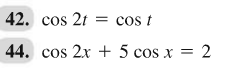 42. cos 2t = cos t
44. cos 2x + 5 cos x = 2